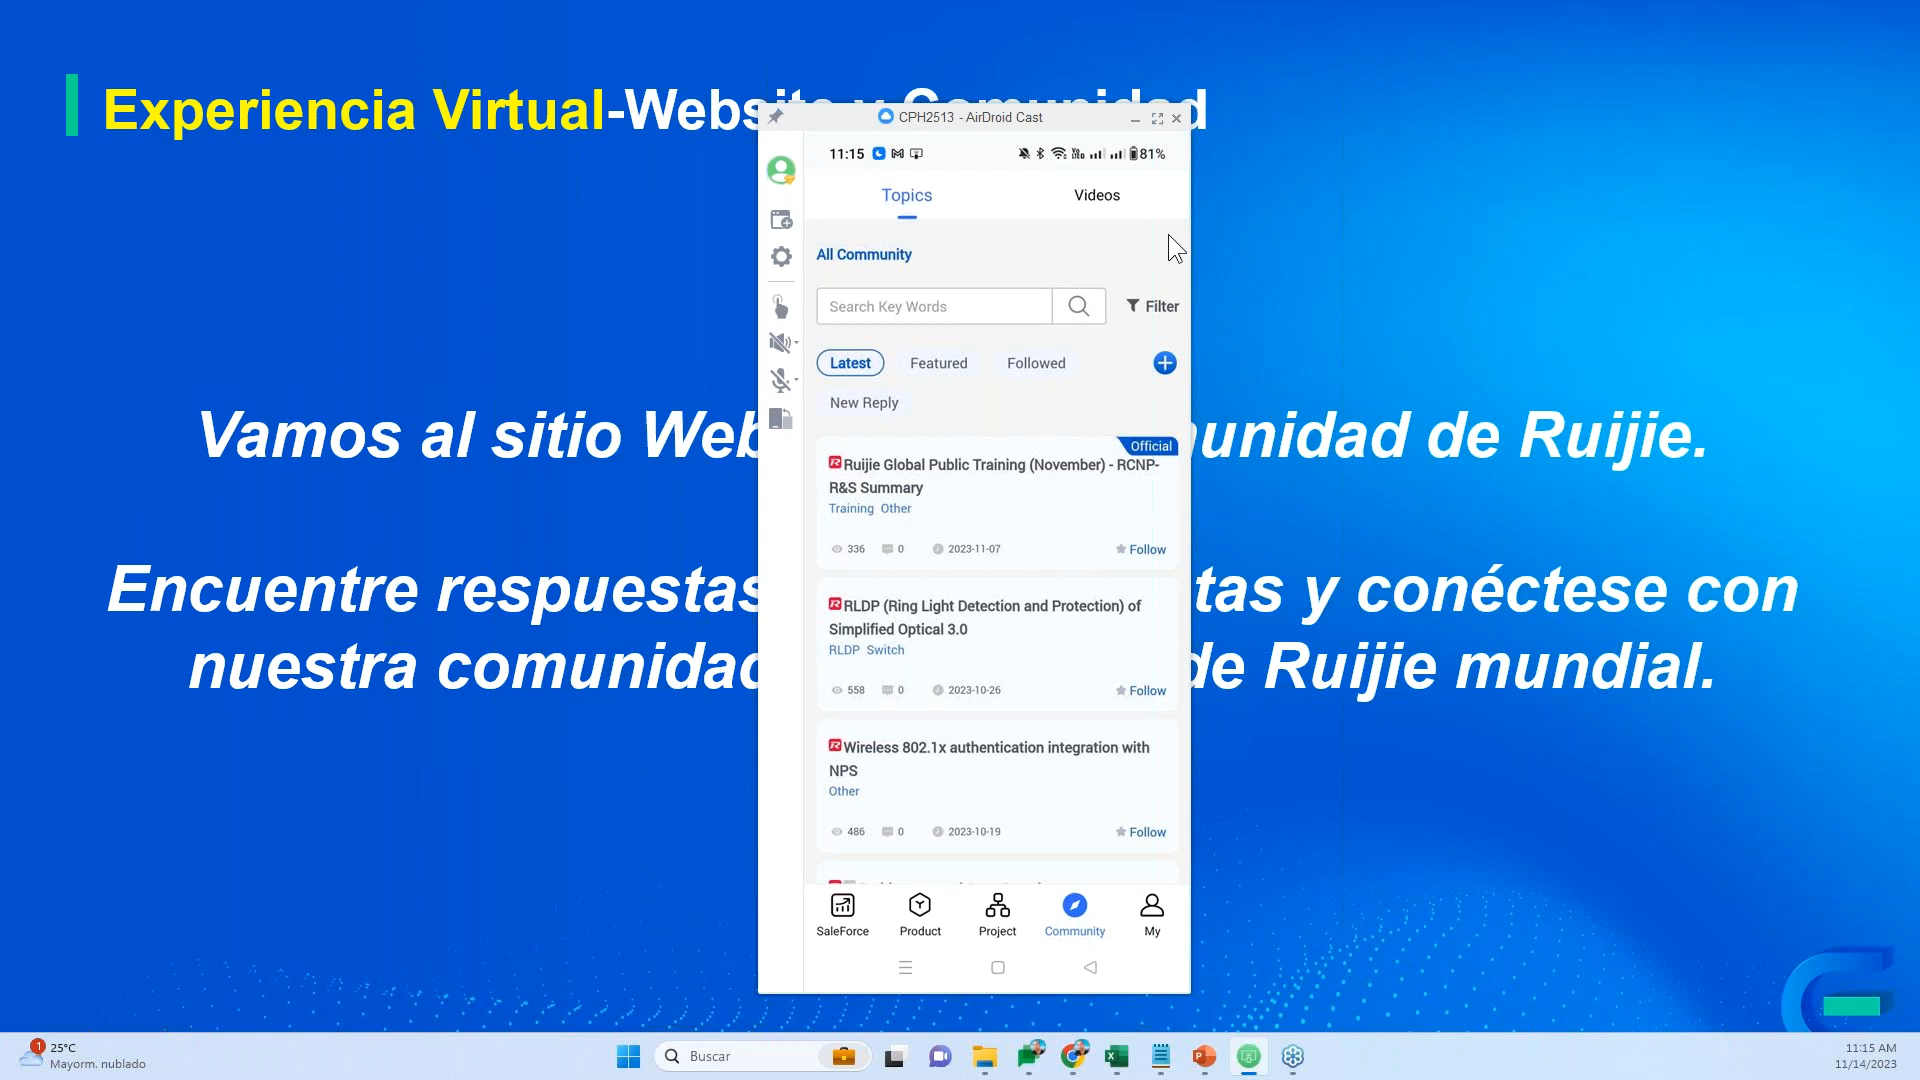 Experiencia Virtual-Website y Comunidad
Vamos al sitio Web
unidad de Ruijie.
Encuentre respuestas
tas y conéctese con
nuestra comunidad
de Ruijie mundial.
CPH2513 - AirDroid Cast
11:15
81%
Topics
Videos
All Community
Search Key Words
Filter
Latest
Featured
Followed
New Reply
Official
Ruijie Global Public Training (November) - RCNP-
R&S Summary
Training Other
336
0
2023-11-07
Follow
RLDP (Ring Light Detection and Protection) of
Simplified Optical 3.0
RLDP Switch
558
0
2023-10-26
Follow
Wireless 802.1x authentication integration with
NPS
Other
486
0
2023-10-19
Follow
SaleForce
Product
Project
Community
My
1
25°C
Mayorm. nublado
Buscar
11:15 AM
11/14/2023